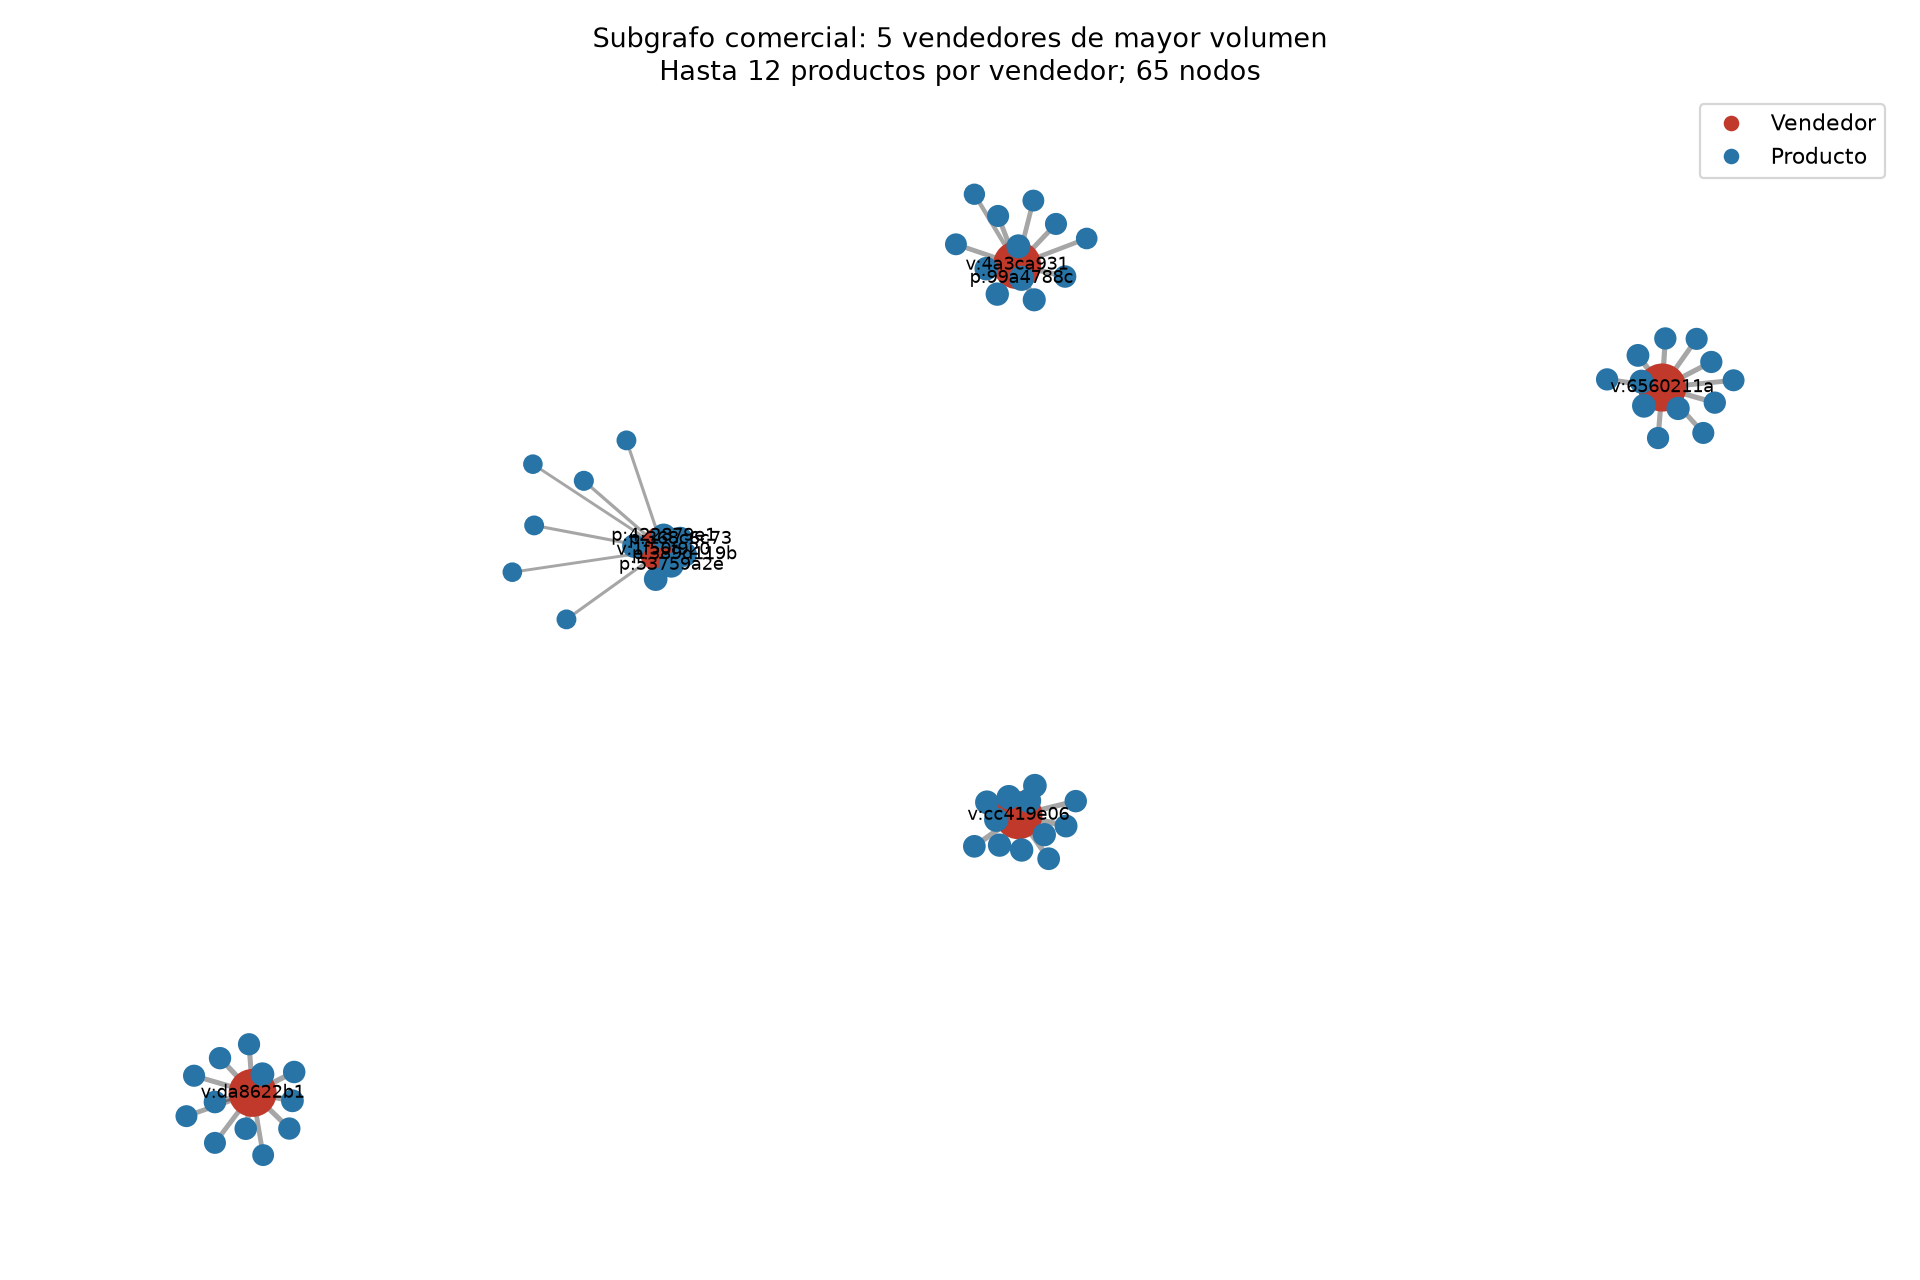 Subgrafo comercial: 5 vendedores de mayor volumen
Hasta 12 productos por vendedor; 65 nodos
Vendedor
Producto
v:4a3ca931
p:99a4788c
v:6560211a
p:53759a2e
v:cc419e06
v:da8622b1